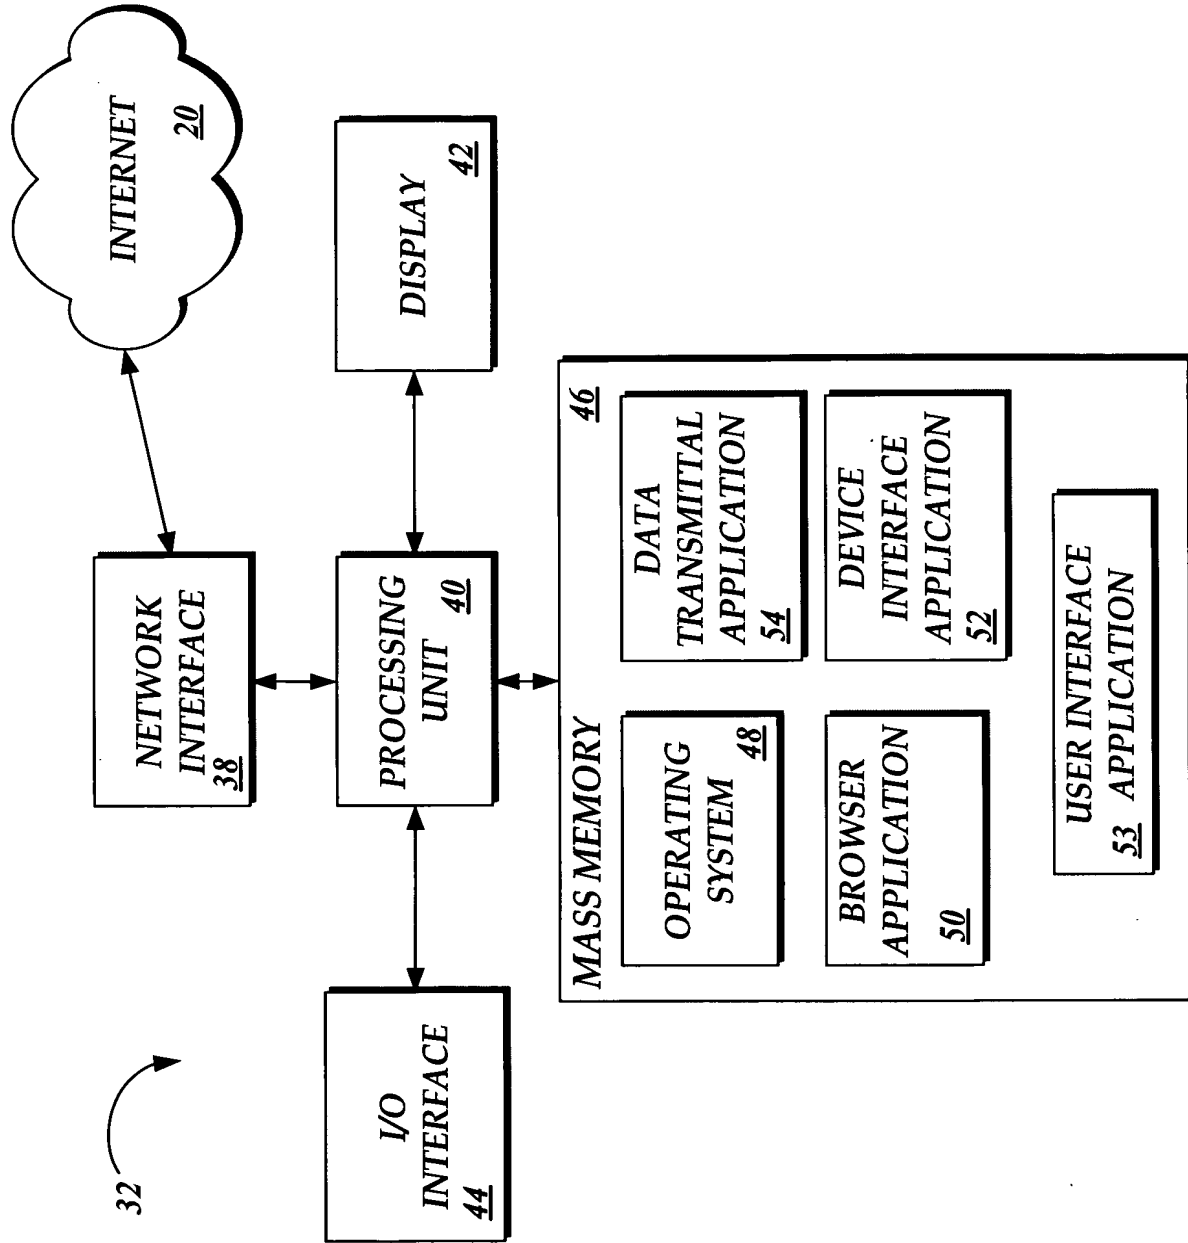 32
INTERNET
20
NETWORK
INTERFACE
38
I/O
INTERFACE
44
PROCESSING
UNIT
40
DISPLAY
42
MASS MEMORY
46
OPERATING
SYSTEM
48
DATA
TRANSMITTAL
APPLICATION
54
BROWSER
APPLICATION
50
DEVICE
INTERFACE
APPLICATION
52
USER INTERFACE
53 APPLICATION